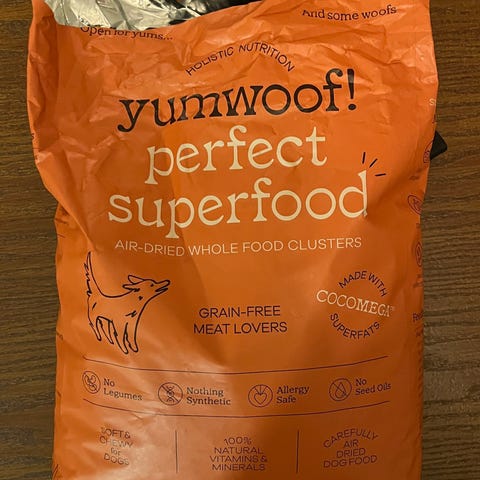 Open for yums...
And some woofs
HOLISTIC NUTRITION
yumwoof!
perfect
superfood
AIR-DRIED WHOLE FOOD CLUSTERS
GRAIN-FREE
MEAT LOVERS
MADE WITH
COCOMEGA™
SUPERFATS
No
Legumes
Nothing
Synthetic
Allergy
Safe
No
Seed Oils
SOFT &
CHEWY
for
DOGS
100%
NATURAL
VITAMINS &
MINERALS
CAREFULLY
AIR
DRIED
DOG FOOD